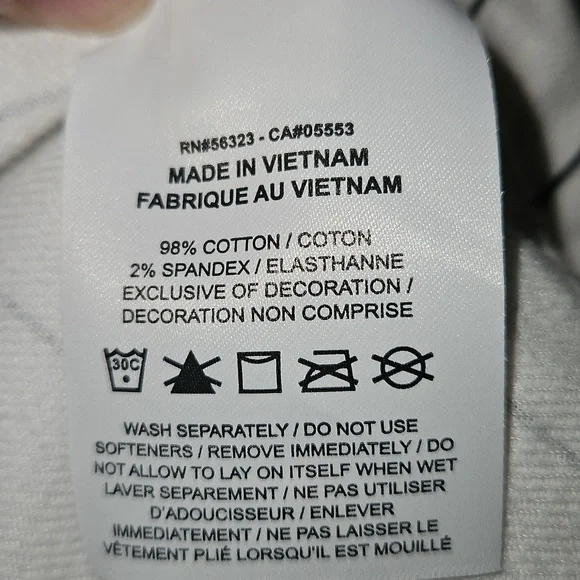 RN#56323 - CA#05553
MADE IN VIETNAM
FABRIQUE AU VIETNAM
98% COTTON / COTON
2% SPANDEX / ELASTHANNE
EXCLUSIVE OF DECORATION /
DECORATION NON COMPRISE
30C
WASH SEPARATELY / DO NOT USE
SOFTENERS / REMOVE IMMEDIATELY / DO
NOT ALLOW TO LAY ON ITSELF WHEN WET
LAVER SEPAREMENT / NE PAS UTILISER
D'ADOUCISSEUR / ENLEVER
IMMEDIATEMENT / NE PAS LAISSER LE
VÊTEMENT PLIÉ LORSQU'IL EST MOUILLÉ